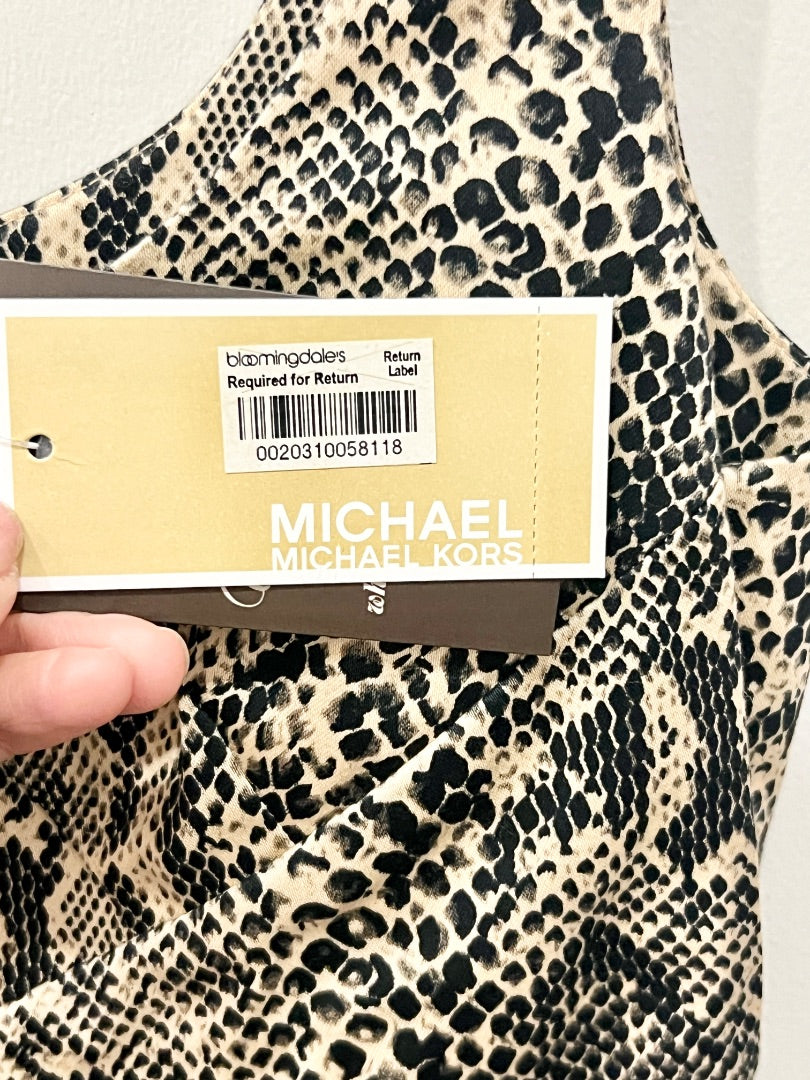 bloomingdale's
Return
Label
Required for Return
0020310058118
MICHAEL
MICHAEL KORS